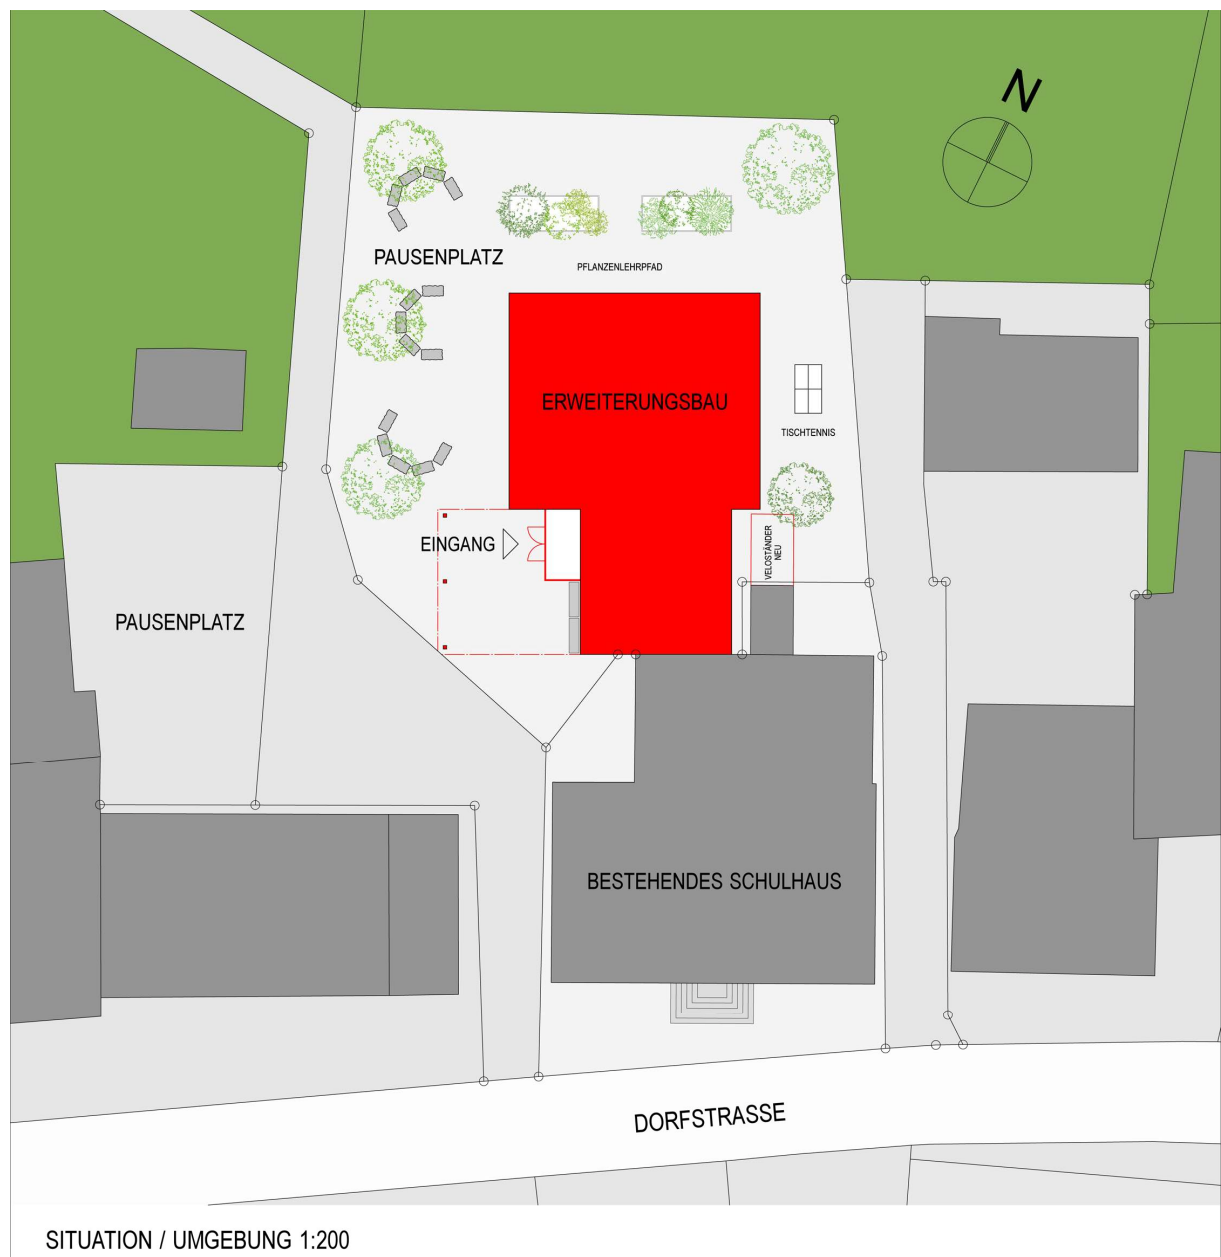 N
PAUSENPLATZ
PFLANZENLEHRPFAD
ERWEITERUNGSBAU
TISCHTENNIS
EINGANG
VELOSTÄNDER
NEU
PAUSENPLATZ
BESTEHENDES SCHULHAUS
DORFSTRASSE
SITUATION / UMGEBUNG 1:200